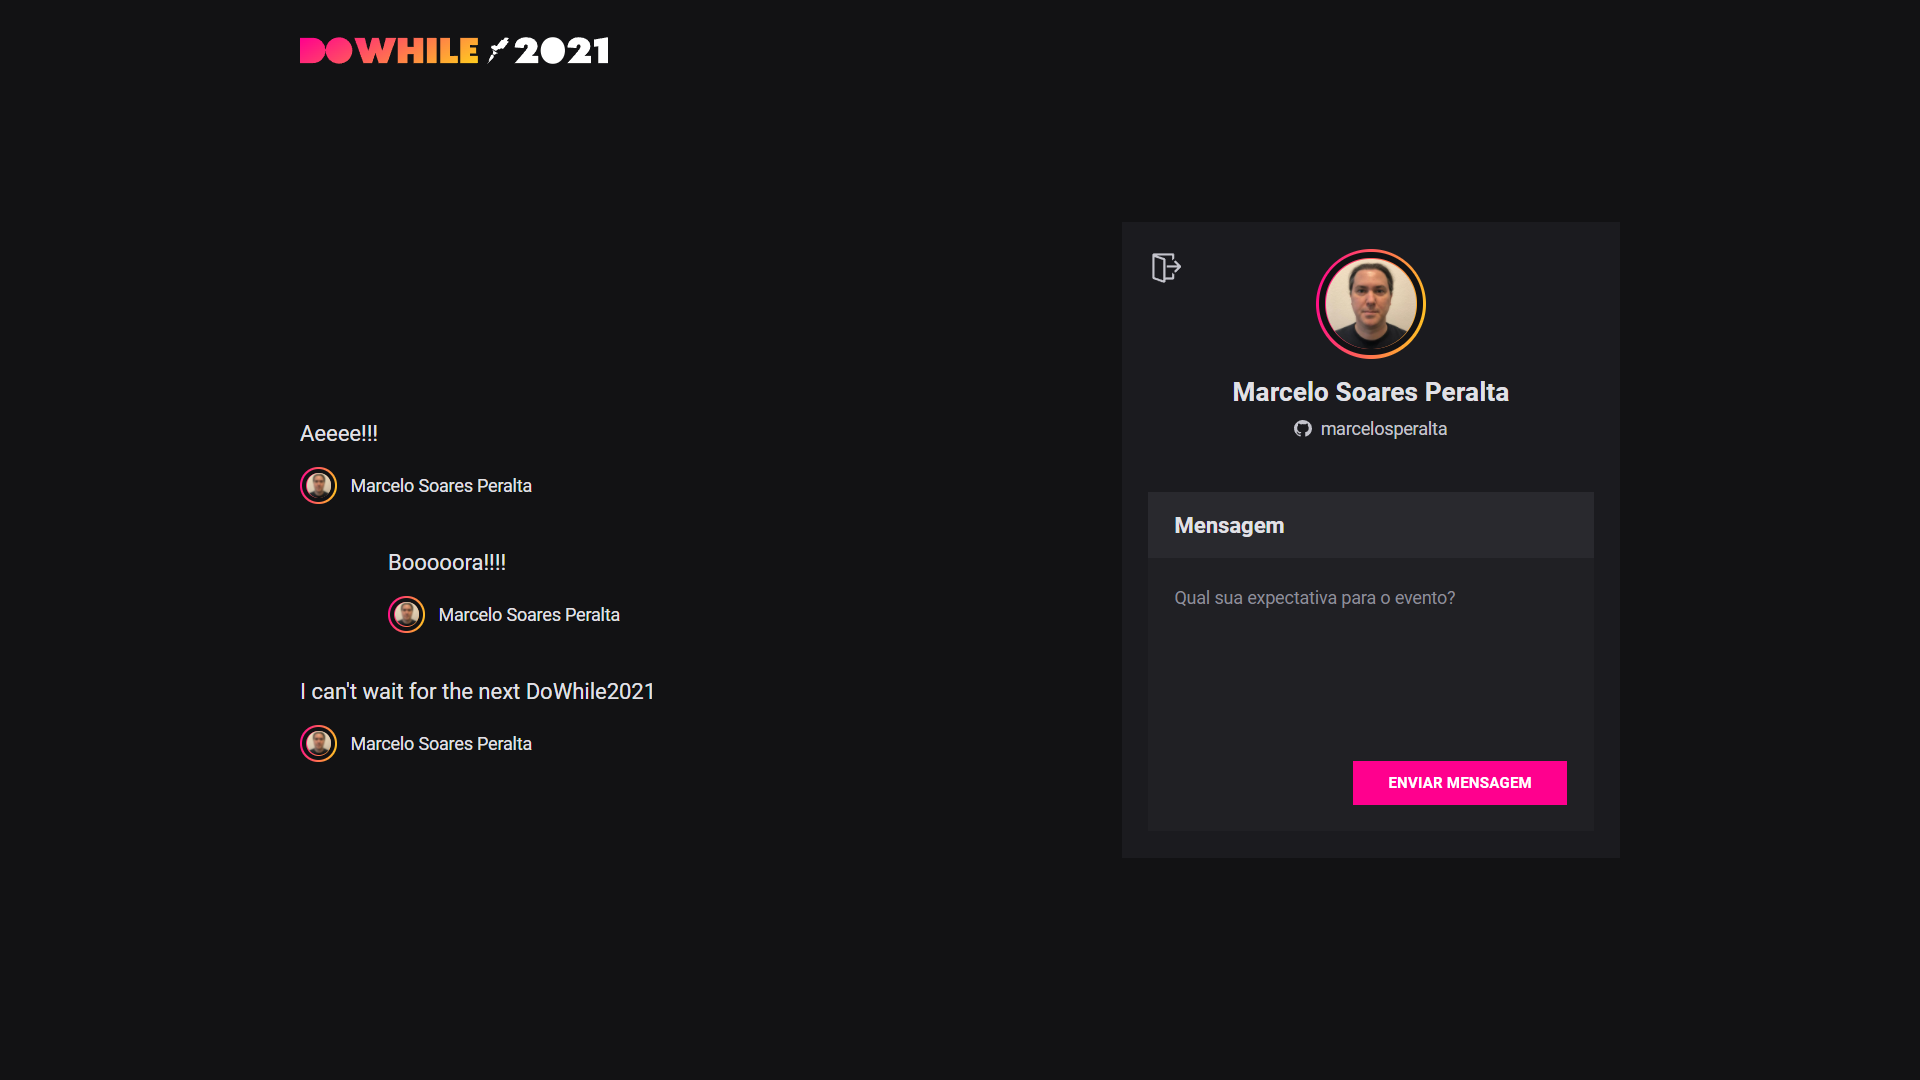 DOWHILE 2021
Aeeee!!!
Marcelo Soares Peralta
Booooora!!!!
Marcelo Soares Peralta
I can't wait for the next DoWhile2021
Marcelo Soares Peralta
Marcelo Soares Peralta
marcelosperalta
Mensagem
Qual sua expectativa para o evento?
ENVIAR MENSAGEM